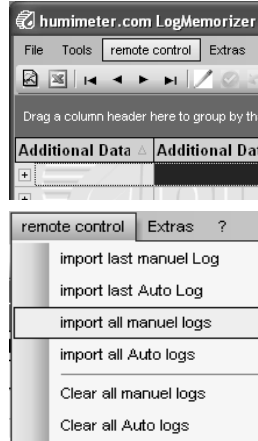 humimeter.com LogMemorizer
File Tools remote control Extras
Drag a column header here to group by th
Additional Data Additional Da
remote control Extras ?
import last manuel Log
import last Auto Log
import all manuel logs
import all Auto logs
Clear all manuel logs
Clear all Auto logs